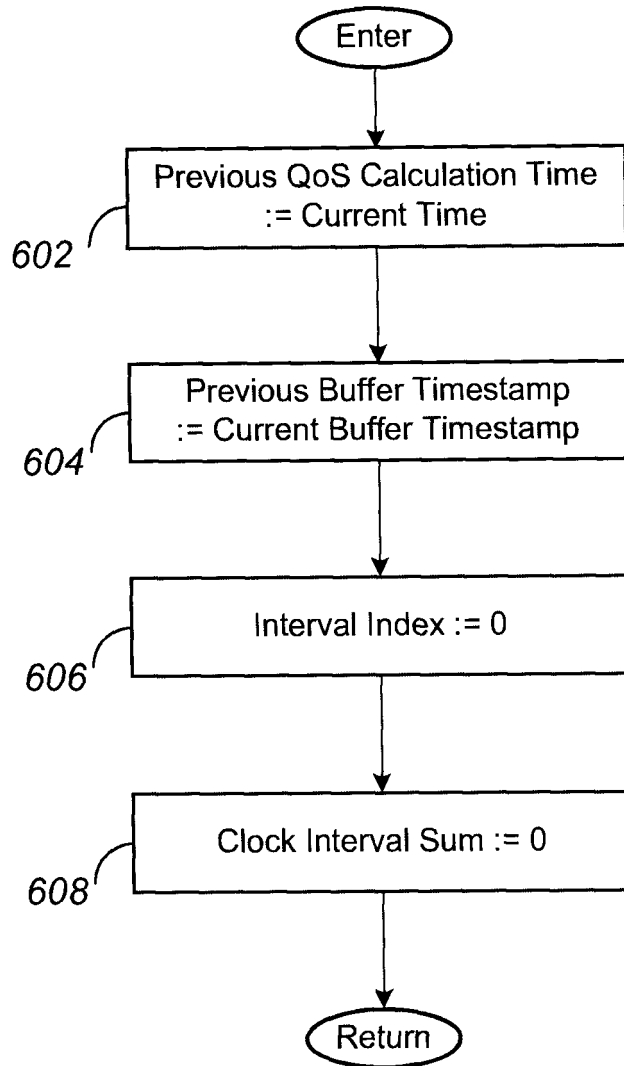 Enter
Previous QoS Calculation Time
:= Current Time
602
Previous Buffer Timestamp
:= Current Buffer Timestamp
604
Interval Index := 0
606
Clock Interval Sum := 0
608
Return